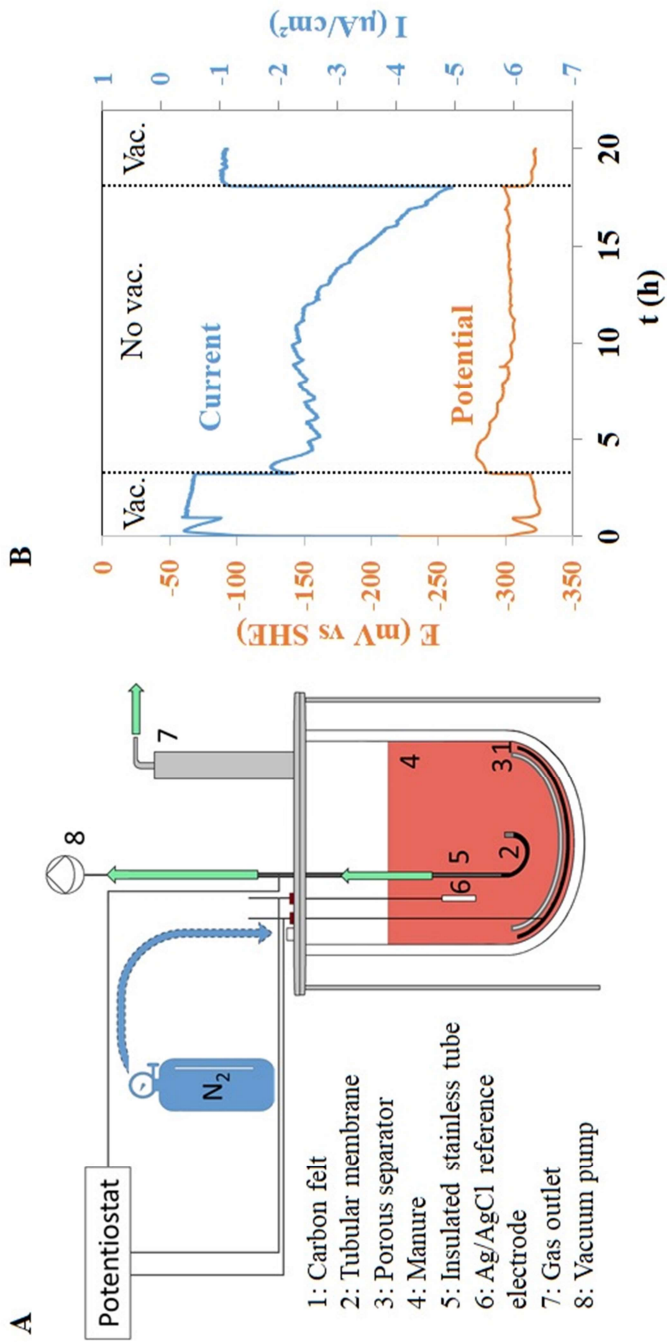 A
Potentiostat
N2
8
7
4
5
6
2
3
1
1: Carbon felt
2: Tubular membrane
3: Porous separator
4: Manure
5: Insulated stainless tube
6: Ag/AgCl reference
electrode
7: Gas outlet
8: Vacuum pump
B
Vac.
No vac.
Vac.
Current
Potential
E (mV vs SHE)
0
-50
-100
-150
-200
-250
-300
-350
I (µA/cm²)
1
0
-1
-2
-3
-4
-5
-6
-7
0
5
10
15
20
t (h)